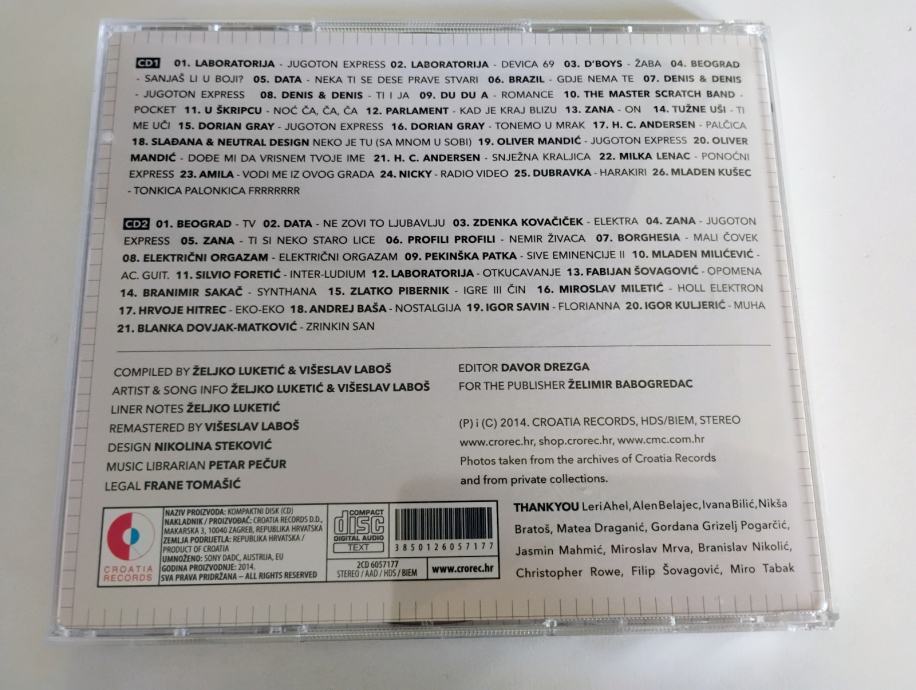 CD1 01. LABORATORIJA - JUGOTON EXPRESS 02. LABORATORIJA - DEVICA 69 03. D'BOYS - ŽABA 04. BEOGRAD
- SANJAŠ LI U BOJI? 05. DATA - NEKA TI SE DESE PRAVE STVARI 06. BRAZIL - GDJE NEMA TE 07. DENIS & DENIS
- JUGOTON EXPRESS 08. DENIS & DENIS - TI I JA 09. DU DU A - ROMANCE 10. THE MASTER SCRATCH BAND -
POCKET 11. U ŠKRIPCU - NOĆ ČA, ČA, ČA 12. PARLAMENT - KAD JE KRAJ BLIZU 13. ZANA - ON 14. TUŽNE UŠI - TI
ME UČI 15. DORIAN GRAY - JUGOTON EXPRESS 16. DORIAN GRAY - TONEMO U MRAK 17. H. C. ANDERSEN - PALČICA
18. SLAĐANA & NEUTRAL DESIGN NEKO JE TU (SA MNOM U SOBI) 19. OLIVER MANDIĆ - JUGOTON EXPRESS 20. OLIVER
MANDIĆ - DOĐE MI DA VRISNEM TVOJE IME 21. H. C. ANDERSEN - SNJEŽNA KRALJICA 22. MILKA LENAC - PONOĆNI
EXPRESS 23. AMILA - VODI ME IZ OVOG GRADA 24. NICKY - RADIO VIDEO 25. DUBRAVKA - HARAKIRI 26. MLADEN KUŠEC
- TONKICA PALONKICA FRRRRRRR
CD2 01. BEOGRAD - TV 02. DATA - NE ZOVI TO LJUBAVLJU 03. ZDENKA KOVAČIČEK - ELEKTRA 04. ZANA - JUGOTON
EXPRESS 05. ZANA - TI SI NEKO STARO LICE 06. PROFILI PROFILI - NEMIR ŽIVACA 07. BORGHESIA - MALI ČOVEK
08. ELEKTRIČNI ORGAZAM - ELEKTRIČNI ORGAZAM 09. PEKINŠKA PATKA - SIVE EMINENCIJE II 10. MLADEN MILIĆEVIĆ -
AC. GUIT. 11. SILVIO FORETIĆ - INTER-LUDIUM 12. LABORATORIJA - OTKUCAVANJE 13. FABIJAN ŠOVAGOVIĆ - OPOMENA
14. BRANIMIR SAKAČ - SYNTHANA 15. ZLATKO PIBERNIK - IGRE III ČIN 16. MIROSLAV MILETIĆ - HOLL ELEKTRON
17. HRVOJE HITREC - EKO-EKO 18. ANDREJ BAŠA - NOSTALGIJA 19. IGOR SAVIN - FLORIANNA 20. IGOR KULJERIĆ - MUHA
21. BLANKA DOVJAK-MATKOVIĆ - ZRINKIN SAN
COMPILED BY ŽELJKO LUKETIĆ & VIŠESLAV LABOŠ
ARTIST & SONG INFO ŽELJKO LUKETIĆ & VIŠESLAV LABOŠ
LINER NOTES ŽELJKO LUKETIĆ
REMASTERED BY VIŠESLAV LABOŠ
DESIGN NIKOLINA STEKOVIĆ
MUSIC LIBRARIAN PETAR PEČUR
LEGAL FRANE TOMAŠIĆ
EDITOR DAVOR DREZGA
FOR THE PUBLISHER ŽELIMIR BABOGREDAC
(P) i (C) 2014. CROATIA RECORDS, HDS/BIEM, STEREO
www.crorec.hr, shop.crorec.hr, www.cmc.com.hr
Photos taken from the archives of Croatia Records
and from private collections.
THANK YOU Leri Ahel, Alen Belajec, Ivana Bilić, Nikša
Bratoš, Matea Draganić, Gordana Grizelj Pogarčić,
Jasmin Mahmić, Miroslav Mrva, Branislav Nikolić,
Christopher Rowe, Filip Šovagović, Miro Tabak
CROATIA
RECORDS
NAZIV PROIZVODA: KOMPAKTNI DISK (CD)
NAKLADNIK / PROIZVOĐAČ: CROATIA RECORDS D.D.,
MAKARSKA 3, 10040 ZAGREB, REPUBLIKA HRVATSKA
ZEMLJA PODRIJETLA: REPUBLIKA HRVATSKA /
PRODUCT OF CROATIA
UMNOŽENO: SONY DADC, AUSTRIJA, EU
GODINA PROIZVODNJE: 2014.
SVA PRAVA PRIDRŽANA – ALL RIGHTS RESERVED
COMPACT
disc
DIGITAL AUDIO
TEXT
3850126057177
2CD 6057177
STEREO / AAD / HDS / BIEM
www.crorec.hr